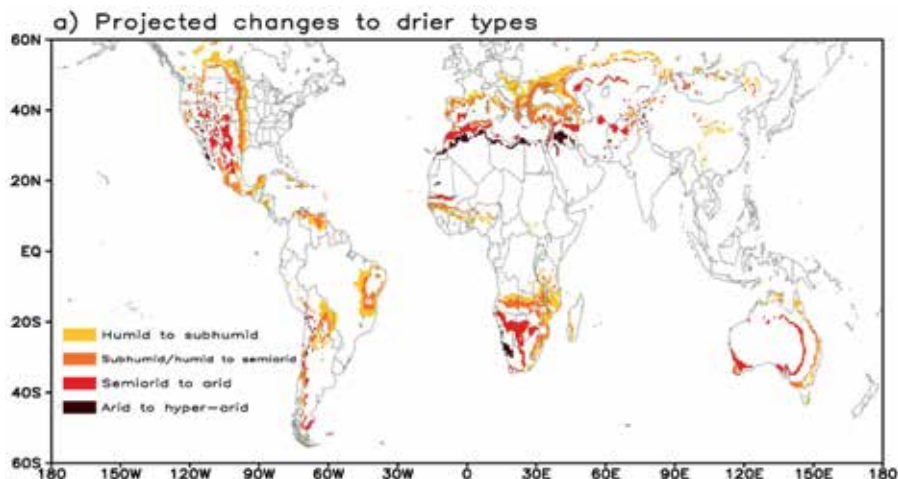 a) Projected changes to drier types
60N
40N
20N
EQ
20S
40S
60S
Humid to subhumid
Subhumid/humid to semiarid
Semiarid to arid
Arid to hyper-arid
180 150W 120W 90W 60W 30W 0 30E 60E 90E 120E 150E 180